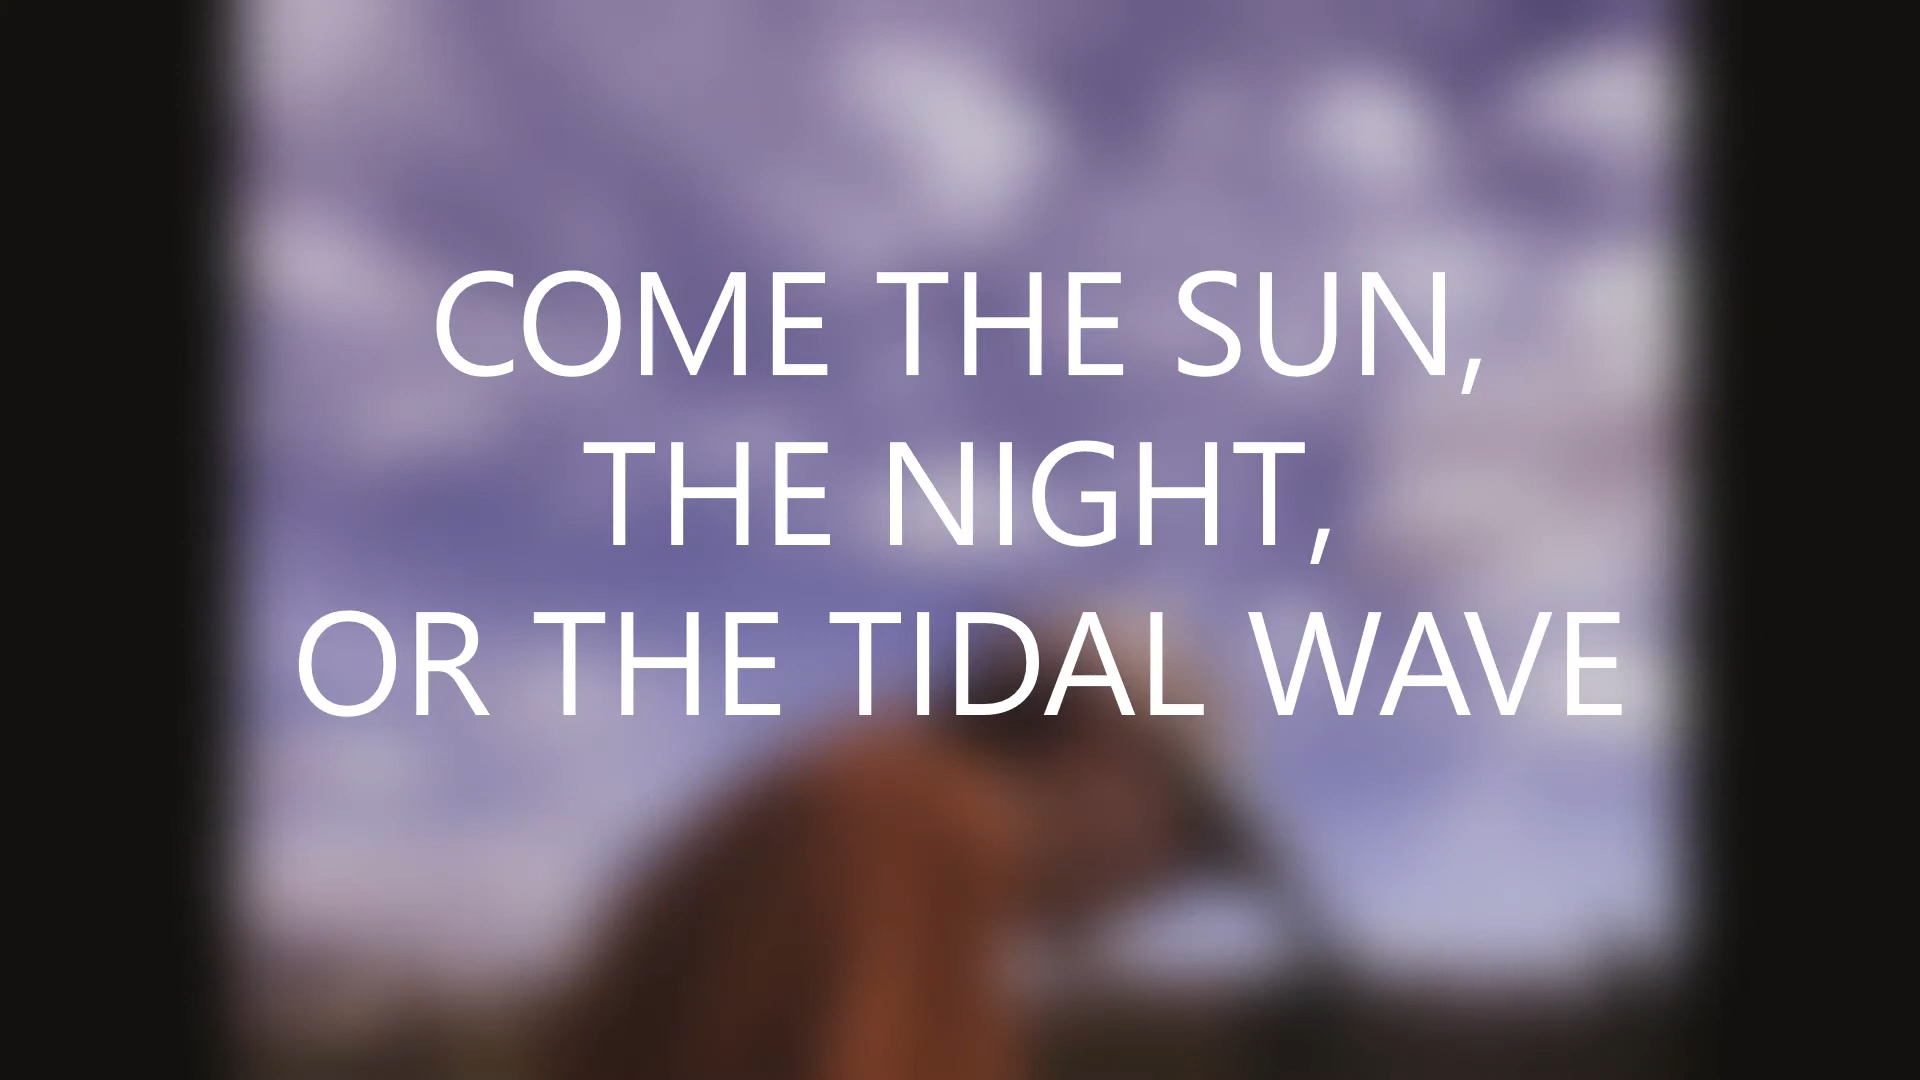 COME THE SUN,
THE NIGHT,
OR THE TIDAL WAVE